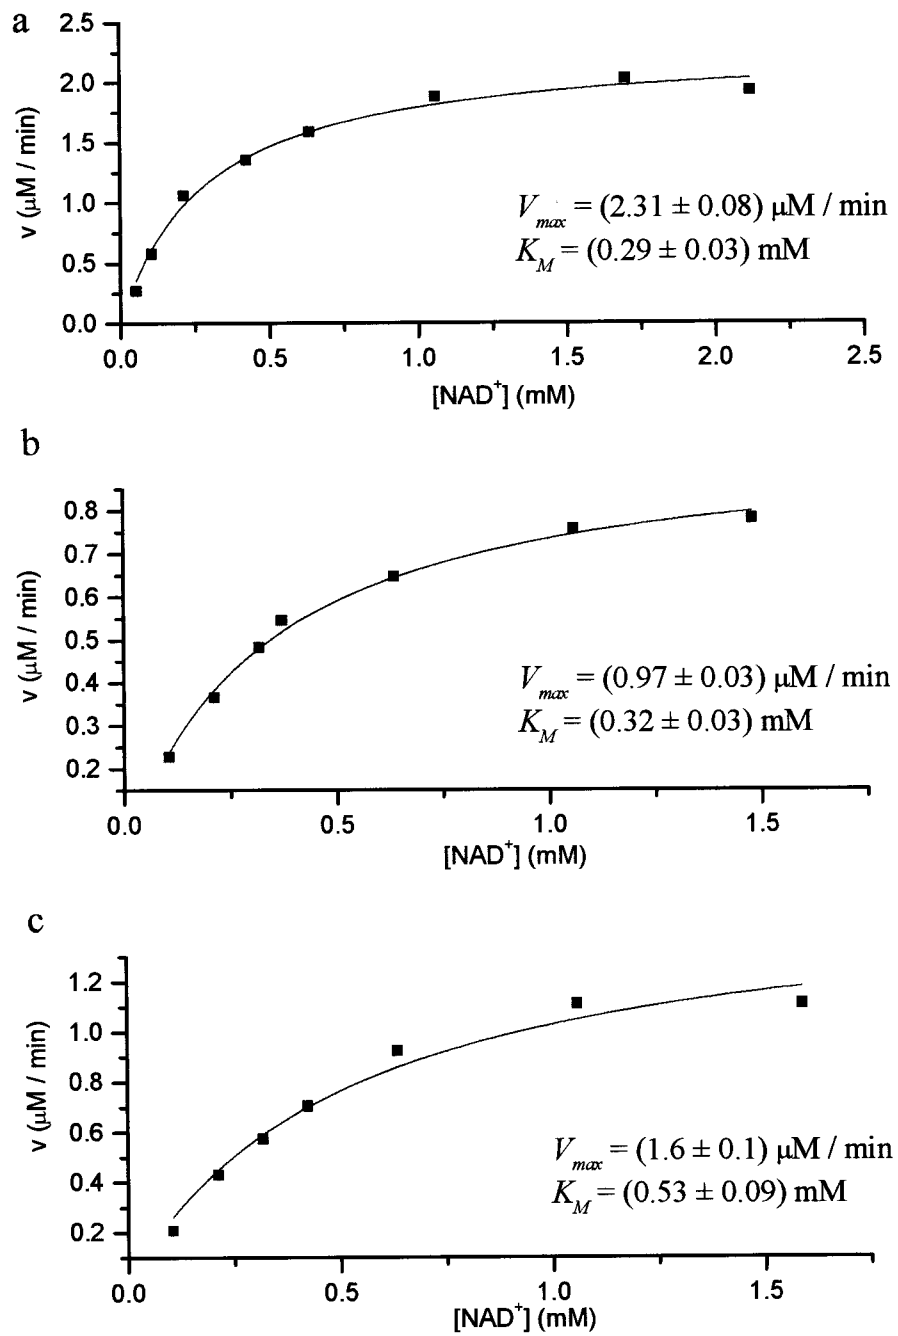 a
2.5
2.0
1.5
1.0
0.5
0.0
v (μM / min)
V_max = (2.31 ± 0.08) μM / min
K_M = (0.29 ± 0.03) mM
0.0 0.5 1.0 1.5 2.0 2.5
[NAD⁺] (mM)
b
0.8
0.7
0.6
0.5
0.4
0.3
0.2
v (μM / min)
V_max = (0.97 ± 0.03) μM / min
K_M = (0.32 ± 0.03) mM
0.0 0.5 1.0 1.5
[NAD⁺] (mM)
c
1.2
1.0
0.8
0.6
0.4
0.2
v (μM / min)
V_max = (1.6 ± 0.1) μM / min
K_M = (0.53 ± 0.09) mM
0.0 0.5 1.0 1.5
[NAD⁺] (mM)